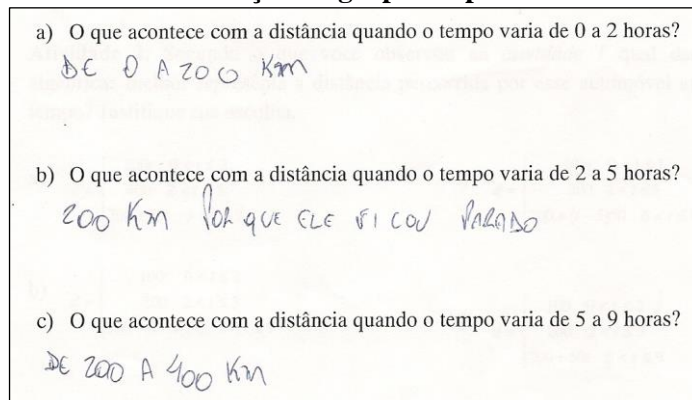 a) O que acontece com a distância quando o tempo varia de 0 a 2 horas?
DE 0 A 200 Km
b) O que acontece com a distância quando o tempo varia de 2 a 5 horas?
200 Km POR QUE ELE FICOU PARADO
c) O que acontece com a distância quando o tempo varia de 5 a 9 horas?
DE 200 A 400 Km